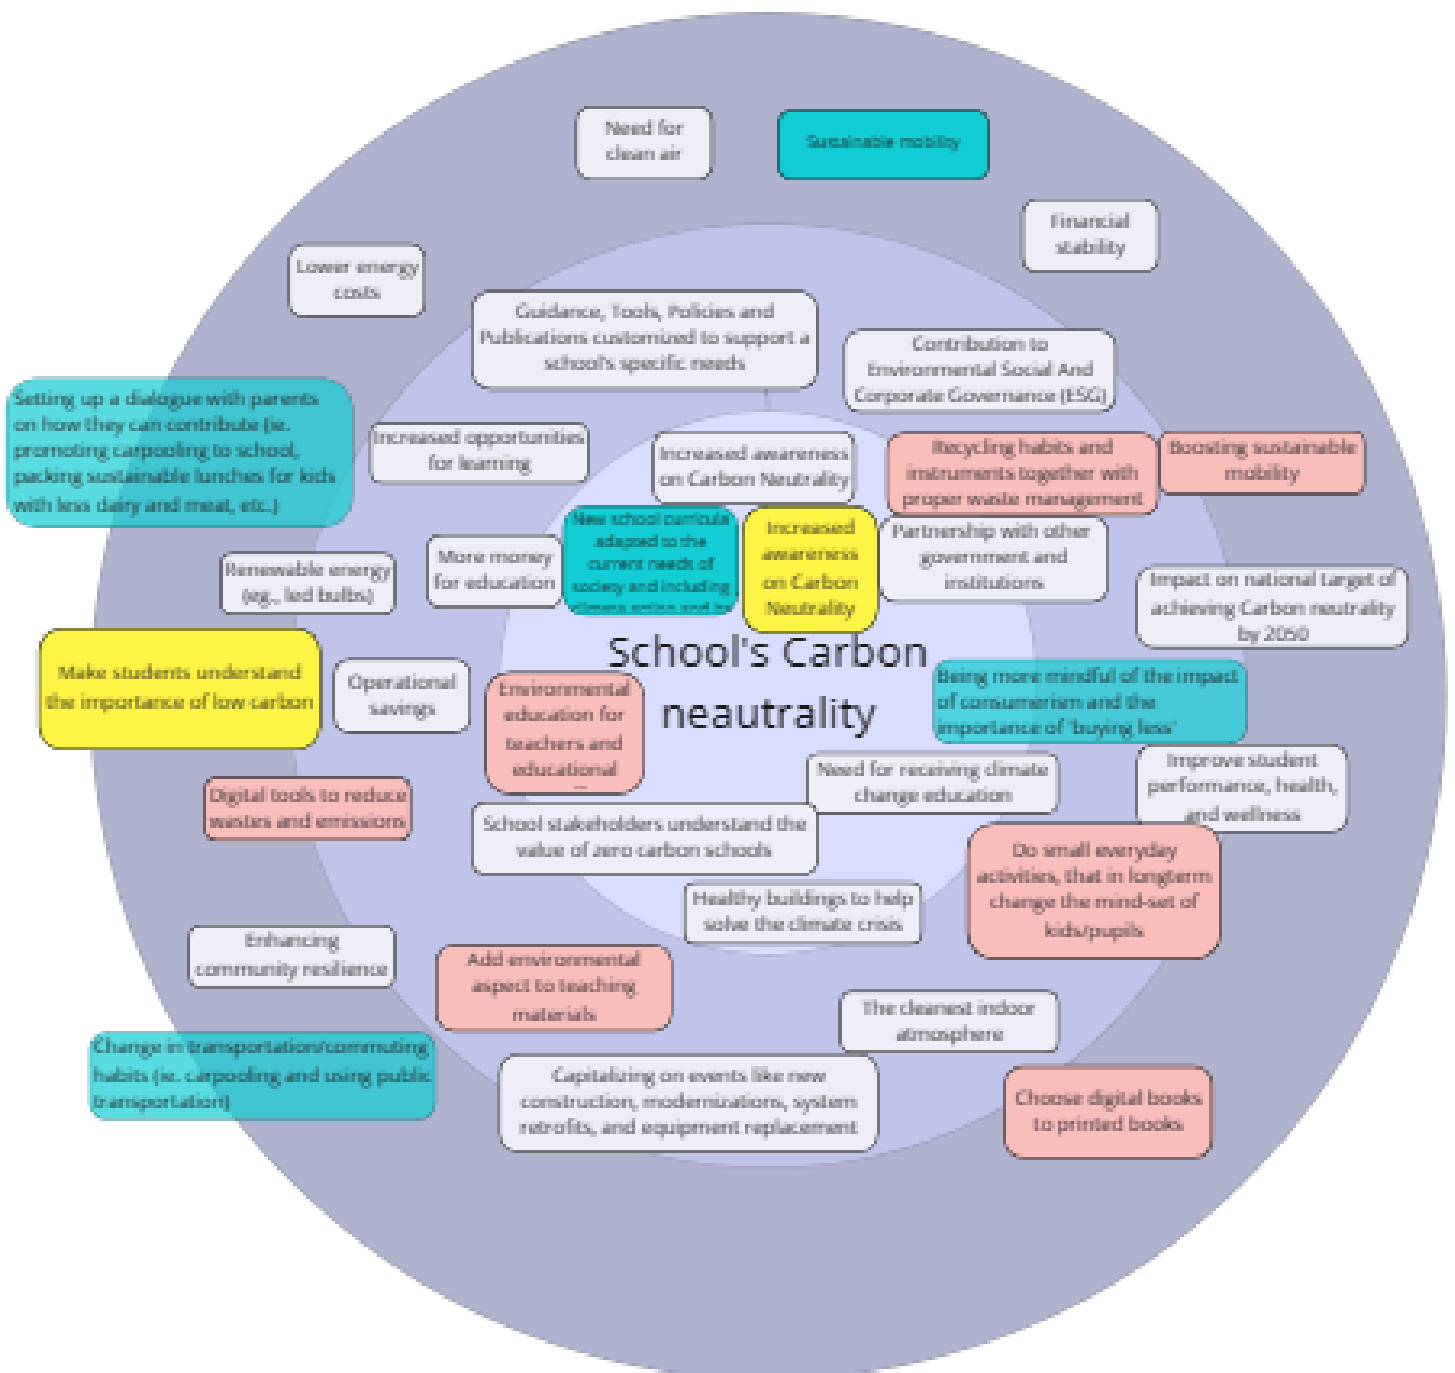 Need for
clean air
Sustainable mobility
Financial
stability
Lower energy
costs
Guidance, Tools, Policies and
Publications customized to support a
school's specific needs
Contribution to
Environmental Social And
Corporate Governance (ESG)
Setting up a dialogue with parents
on how they can contribute (ie.
promoting carpooling to school,
packing sustainable lunches for kids
with less dairy and meat, etc.)
Increased opportunities
for learning
Increased awareness
on Carbon Neutrality
Recycling habits and
instruments together with
proper waste management
Boosting sustainable
mobility
New school curricula
adapted to the
current needs of
society and including
climate action and
Increased
awareness
on Carbon
Neutrality
Partnership with other
government and
institutions
More money
for education
Renewable energy
(eg., led bulbs)
Impact on national target of
achieving Carbon neutrality
by 2050
Make students understand
the importance of low carbon
Operational
savings
School's Carbon
neautrality
Environmental
education for
teachers and
educational
...
Being more mindful of the impact
of consumerism and the
importance of 'buying less'
Need for receiving climate
change education
Improve student
performance, health,
and wellness
Digital tools to reduce
wastes and emissions
School stakeholders understand the
value of zero carbon schools
Do small everyday
activities, that in longterm
change the mind-set of
kids/pupils
Healthy buildings to help
solve the climate crisis
Enhancing
community resilience
Add environmental
aspect to teaching
materials
The cleanest indoor
atmosphere
Change in transportation/commuting
habits (ie. carpooling and using public
transportation)
Capitalizing on events like new
construction, modernizations, system
retrofits, and equipment replacement
Choose digital books
to printed books